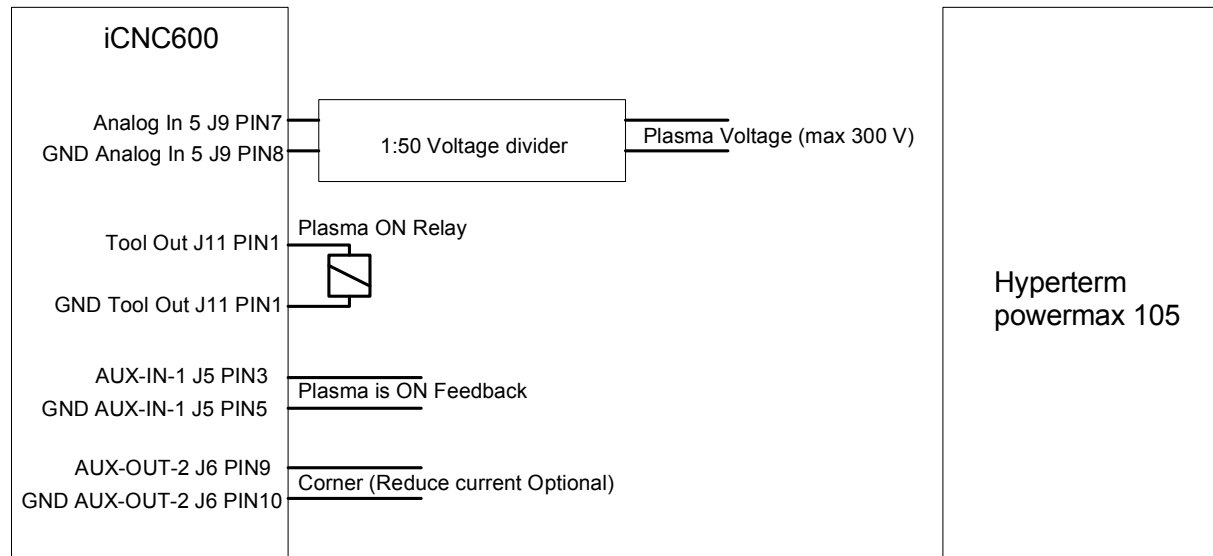 iCNC600
Analog In 5 J9 PIN7
GND Analog In 5 J9 PIN8
1:50 Voltage divider
Plasma Voltage (max 300 V)
Plasma ON Relay
Tool Out J11 PIN1
GND Tool Out J11 PIN1
AUX-IN-1 J5 PIN3
Plasma is ON Feedback
GND AUX-IN-1 J5 PIN5
AUX-OUT-2 J6 PIN9
Corner (Reduce current Optional)
GND AUX-OUT-2 J6 PIN10
Hyperterm
powermax 105